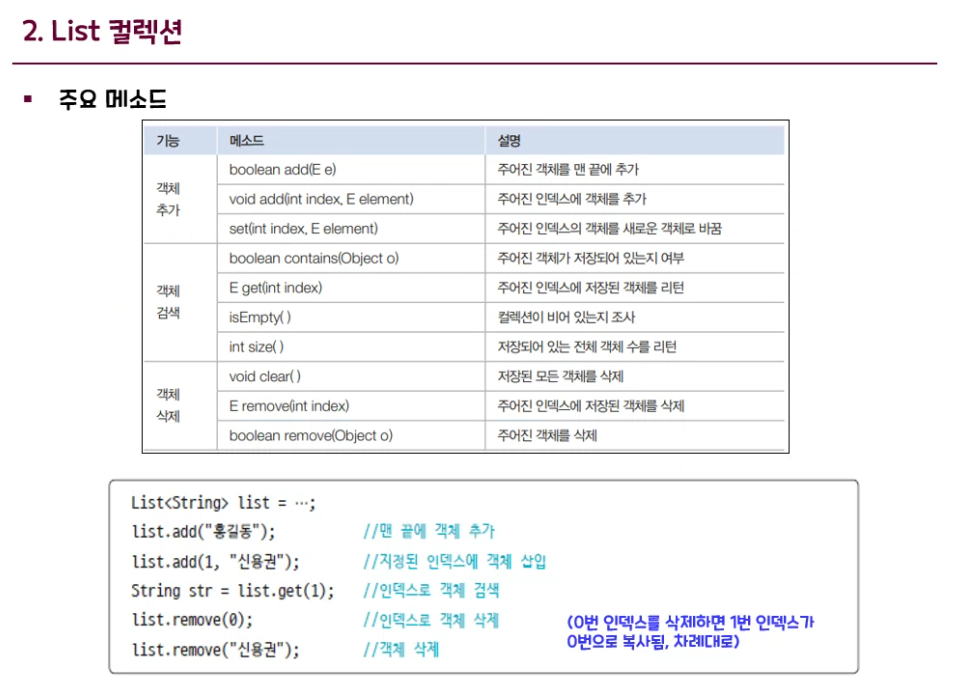 2. List 컬렉션
▪ 주요 메소드
기능 메소드 설명
객체 추가 boolean add(E e) 주어진 객체를 맨 끝에 추가
void add(int index, E element) 주어진 인덱스에 객체를 추가
set(int index, E element) 주어진 인덱스의 객체를 새로운 객체로 바꿈
객체 검색 boolean contains(Object o) 주어진 객체가 저장되어 있는지 여부
E get(int index) 주어진 인덱스에 저장된 객체를 리턴
isEmpty( ) 컬렉션이 비어 있는지 조사
int size( ) 저장되어 있는 전체 객체 수를 리턴
객체 삭제 void clear( ) 저장된 모든 객체를 삭제
E remove(int index) 주어진 인덱스에 저장된 객체를 삭제
boolean remove(Object o) 주어진 객체를 삭제
List<String> list = …;
list.add("홍길동"); //맨 끝에 객체 추가
list.add(1, "신용권"); //지정된 인덱스에 객체 삽입
String str = list.get(1); //인덱스로 객체 검색
list.remove(0); //인덱스로 객체 삭제 (0번 인덱스를 삭제하면 1번 인덱스가
0번으로 복사됨, 차례대로)
list.remove("신용권"); //객체 삭제